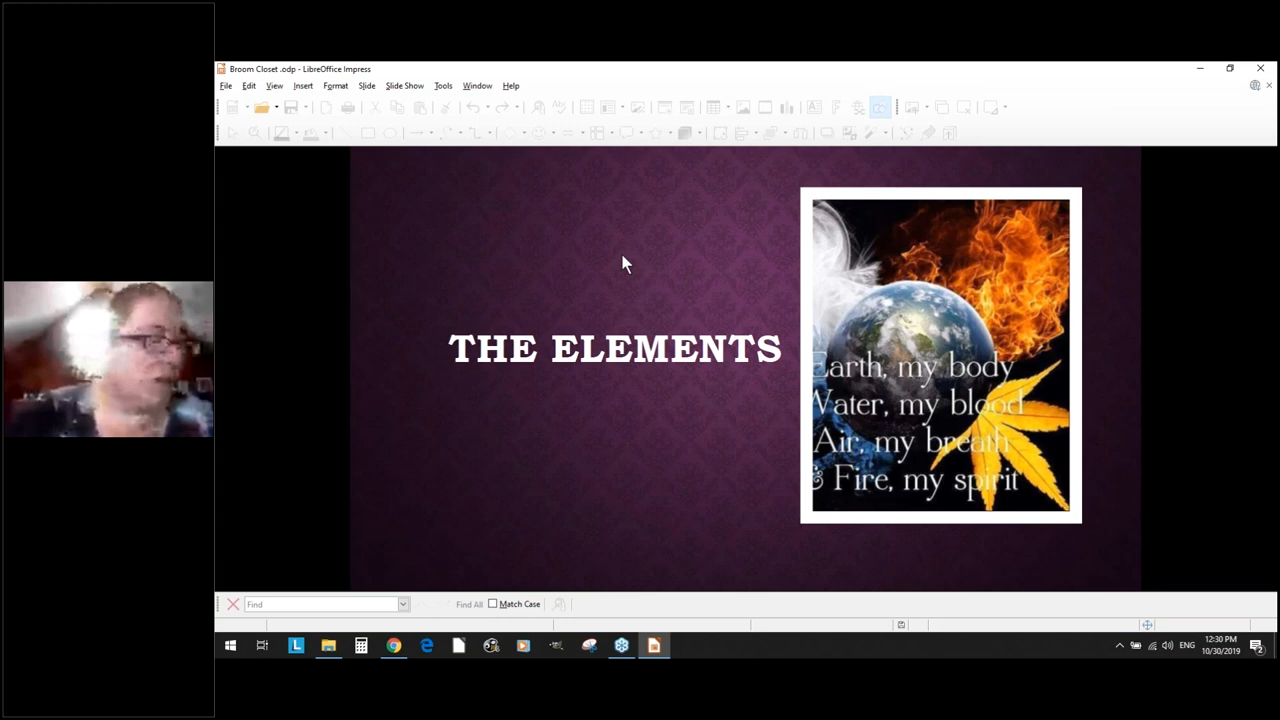 Broom Closet .odp - LibreOffice Impress
File Edit View Insert Format Slide Slide Show Tools Window Help
THE ELEMENTS
Earth, my body
Water, my blood
Air, my breath
& Fire, my spirit
Find
Find All
Match Case
ENG
12:30 PM
10/30/2019
2